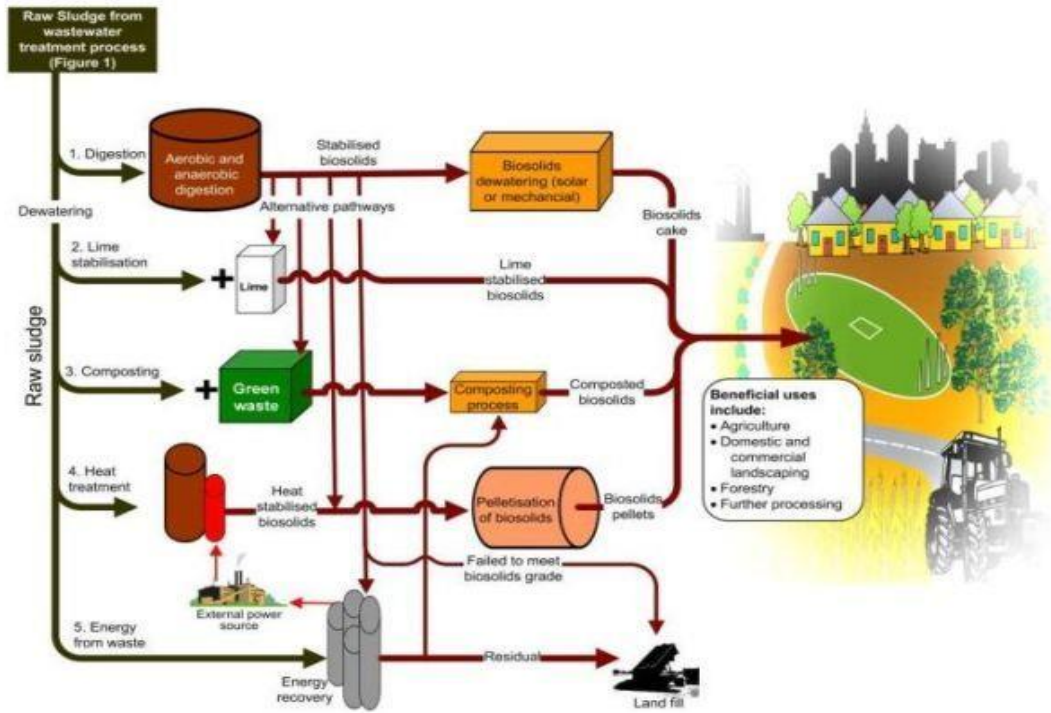 Raw Sludge from
wastewater
treatment process
(Figure 1)
1. Digestion
Aerobic and
anaerobic
digestion
Stabilised
biosolids
Alternative pathways
Biosolids
dewatering (solar
or mechancial)
Biosolids
cake
Dewatering
2. Lime
stabilisation
+
Lime
Lime
stabilised
biosolids
Raw sludge
3. Composting
+
Green
waste
Composting
process
Composted
biosolids
4. Heat
treatment
Heat
stabilised
biosolids
Pelletisation
of biosolids
Biosolids
pellets
Beneficial uses
include:
• Agriculture
• Domestic and
commercial
landscaping
• Forestry
• Further processing
Failed to meet
biosolids grade
External power
source
5. Energy
from waste
Energy
recovery
Residual
Land fill